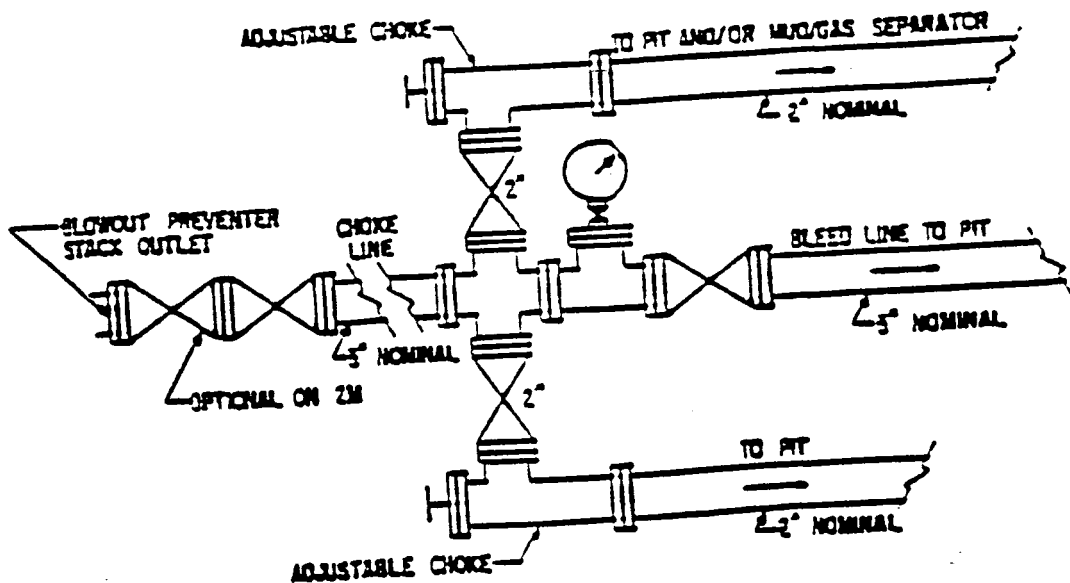 ADJUSTABLE CHOKE
TO PIT AND/OR MUD/GAS SEPARATOR
2" NOMINAL
2"
BLOWOUT PREVENTER
STACK OUTLET
CHOKE
LINE
BLEED LINE TO PIT
3" NOMINAL
3" NOMINAL
OPTIONAL ON 2M
2"
TO PIT
2" NOMINAL
ADJUSTABLE CHOKE